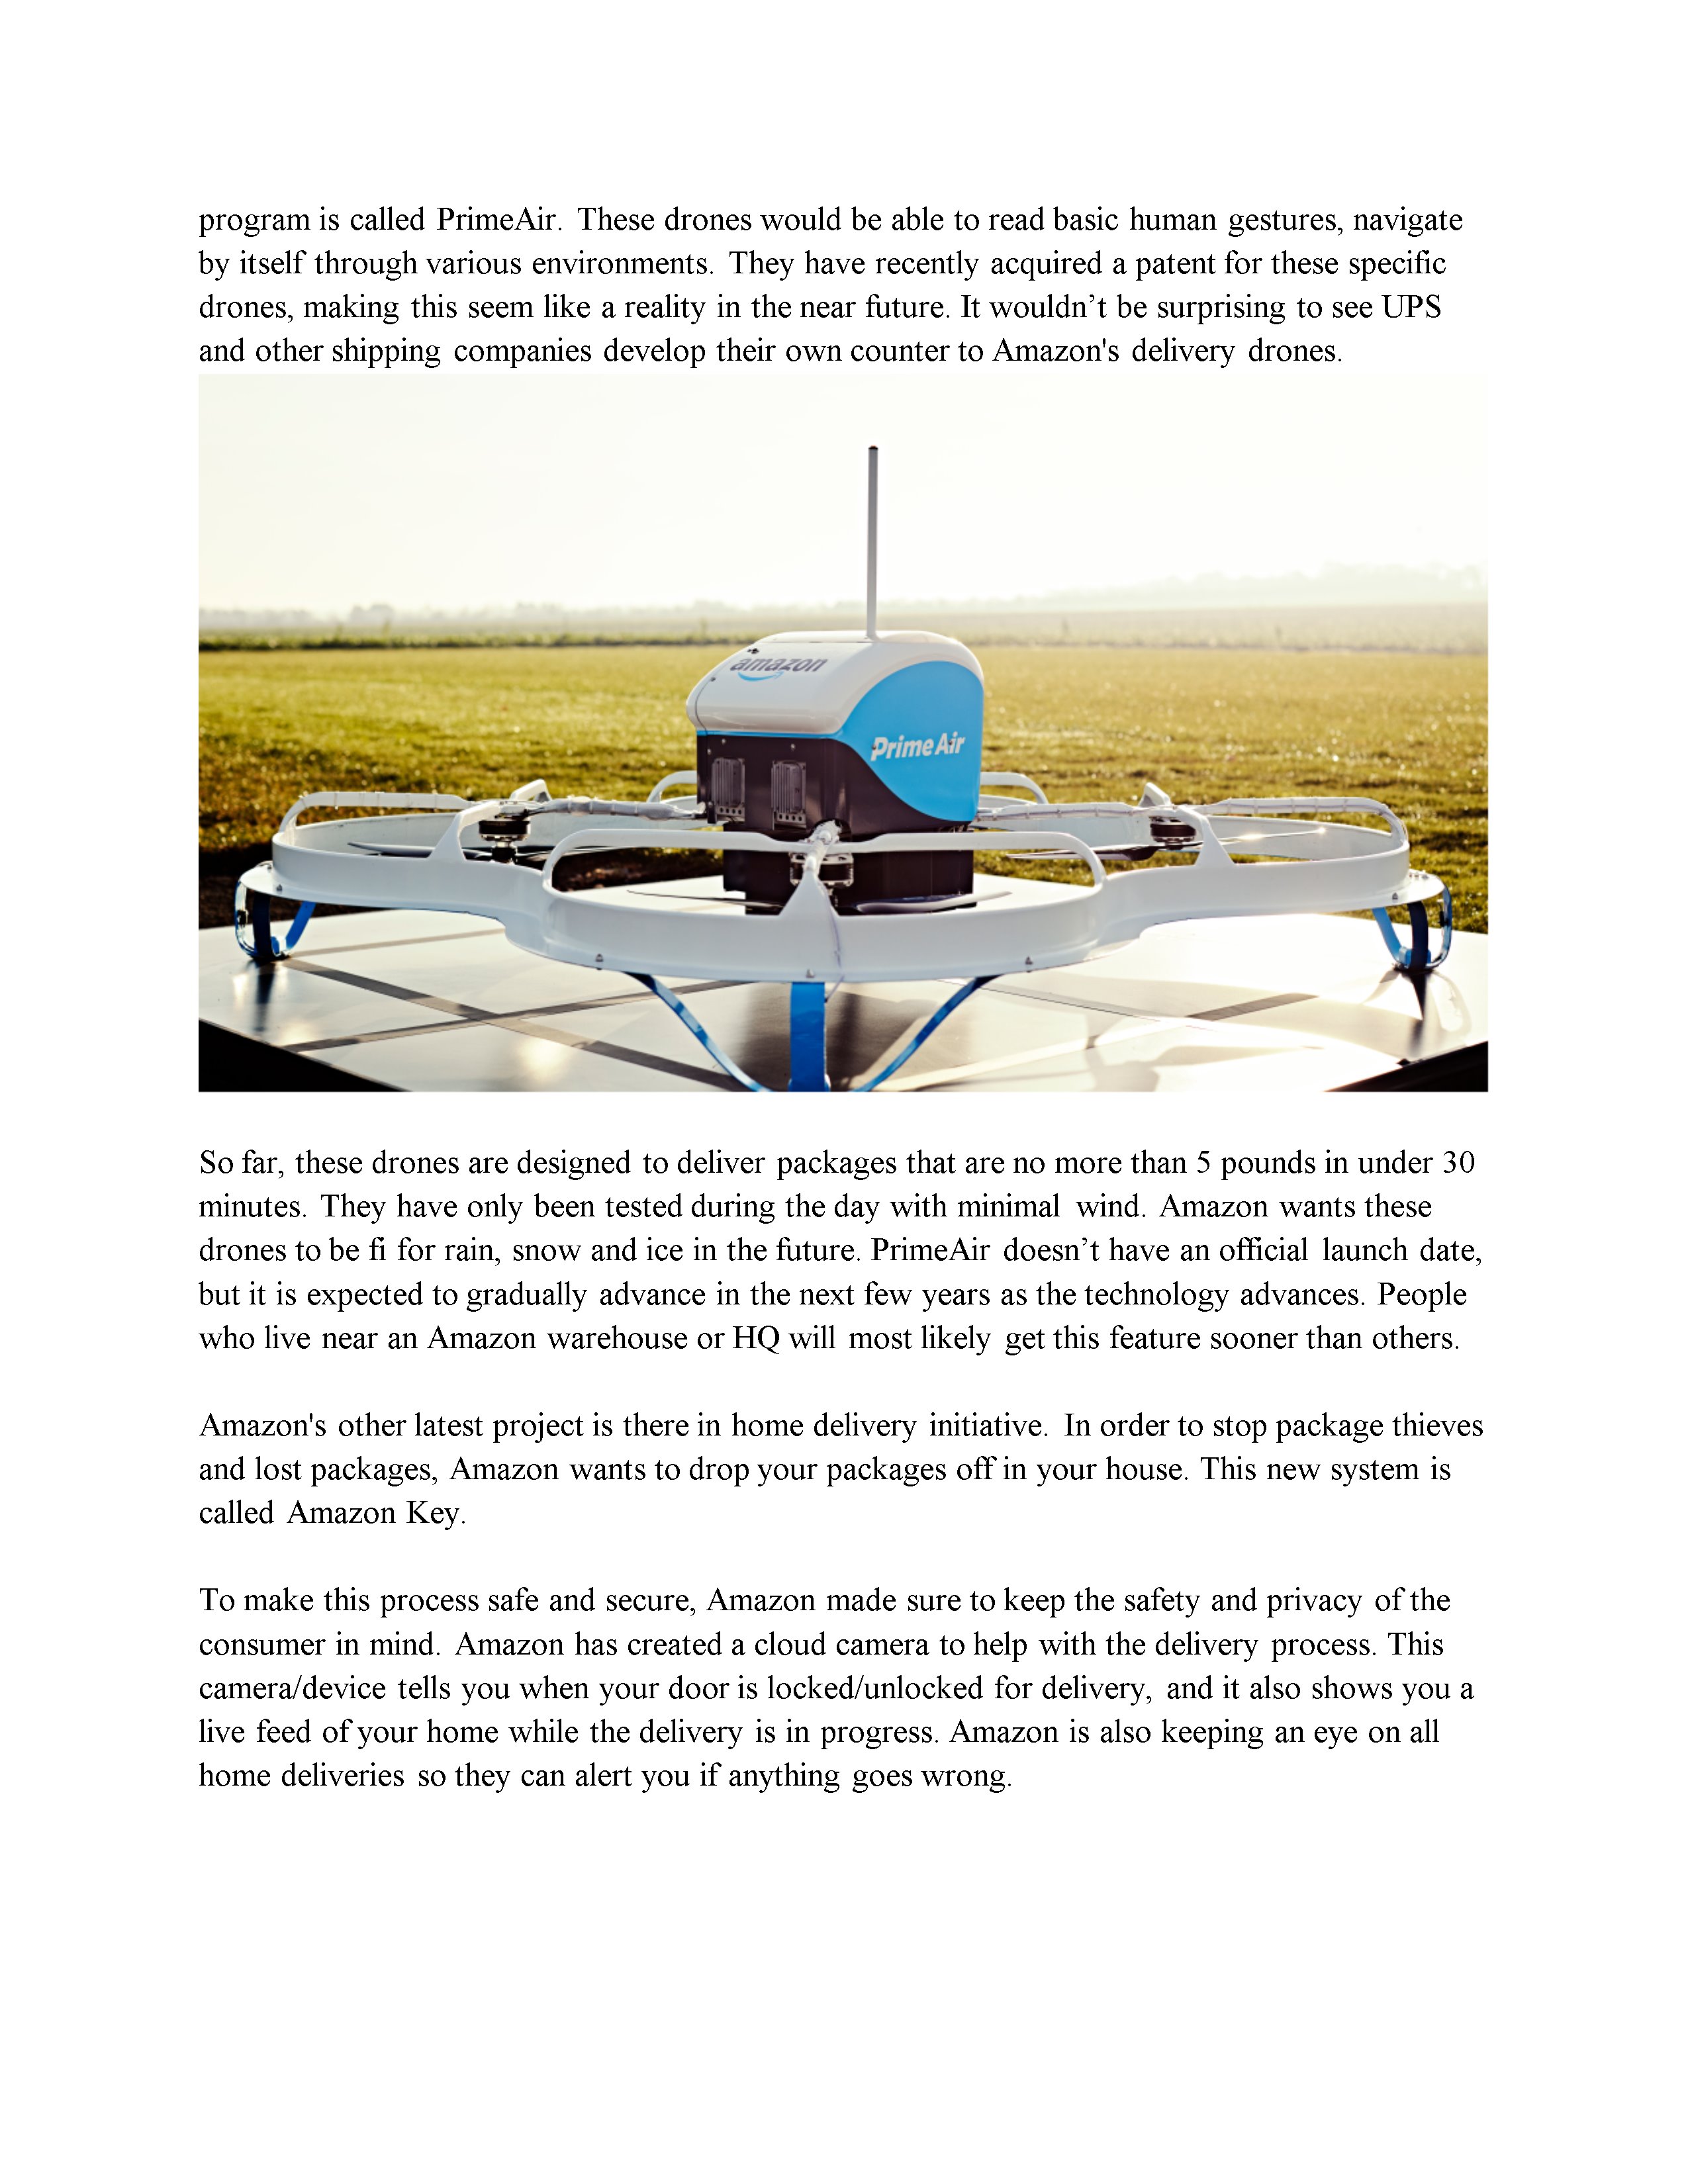 program is called PrimeAir. These drones would be able to read basic human gestures, navigate
by itself through various environments. They have recently acquired a patent for these specific
drones, making this seem like a reality in the near future. It wouldn’t be surprising to see UPS
and other shipping companies develop their own counter to Amazon's delivery drones.
amazon
Prime Air
So far, these drones are designed to deliver packages that are no more than 5 pounds in under 30
minutes. They have only been tested during the day with minimal wind. Amazon wants these
drones to be fi for rain, snow and ice in the future. PrimeAir doesn’t have an official launch date,
but it is expected to gradually advance in the next few years as the technology advances. People
who live near an Amazon warehouse or HQ will most likely get this feature sooner than others.
Amazon's other latest project is there in home delivery initiative. In order to stop package thieves
and lost packages, Amazon wants to drop your packages off in your house. This new system is
called Amazon Key.
To make this process safe and secure, Amazon made sure to keep the safety and privacy of the
consumer in mind. Amazon has created a cloud camera to help with the delivery process. This
camera/device tells you when your door is locked/unlocked for delivery, and it also shows you a
live feed of your home while the delivery is in progress. Amazon is also keeping an eye on all
home deliveries so they can alert you if anything goes wrong.